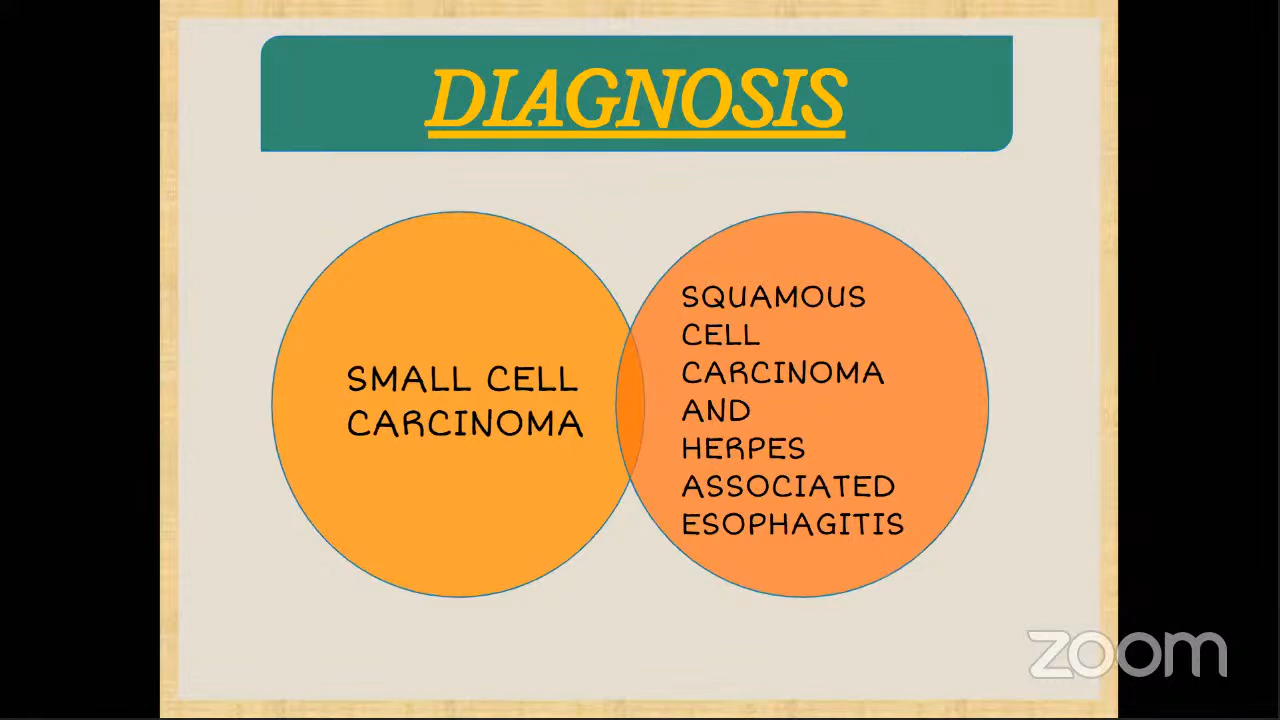 DIAGNOSIS
SMALL CELL
CARCINOMA
SQUAMOUS
CELL
CARCINOMA
AND
HERPES
ASSOCIATED
ESOPHAGITIS
zoom